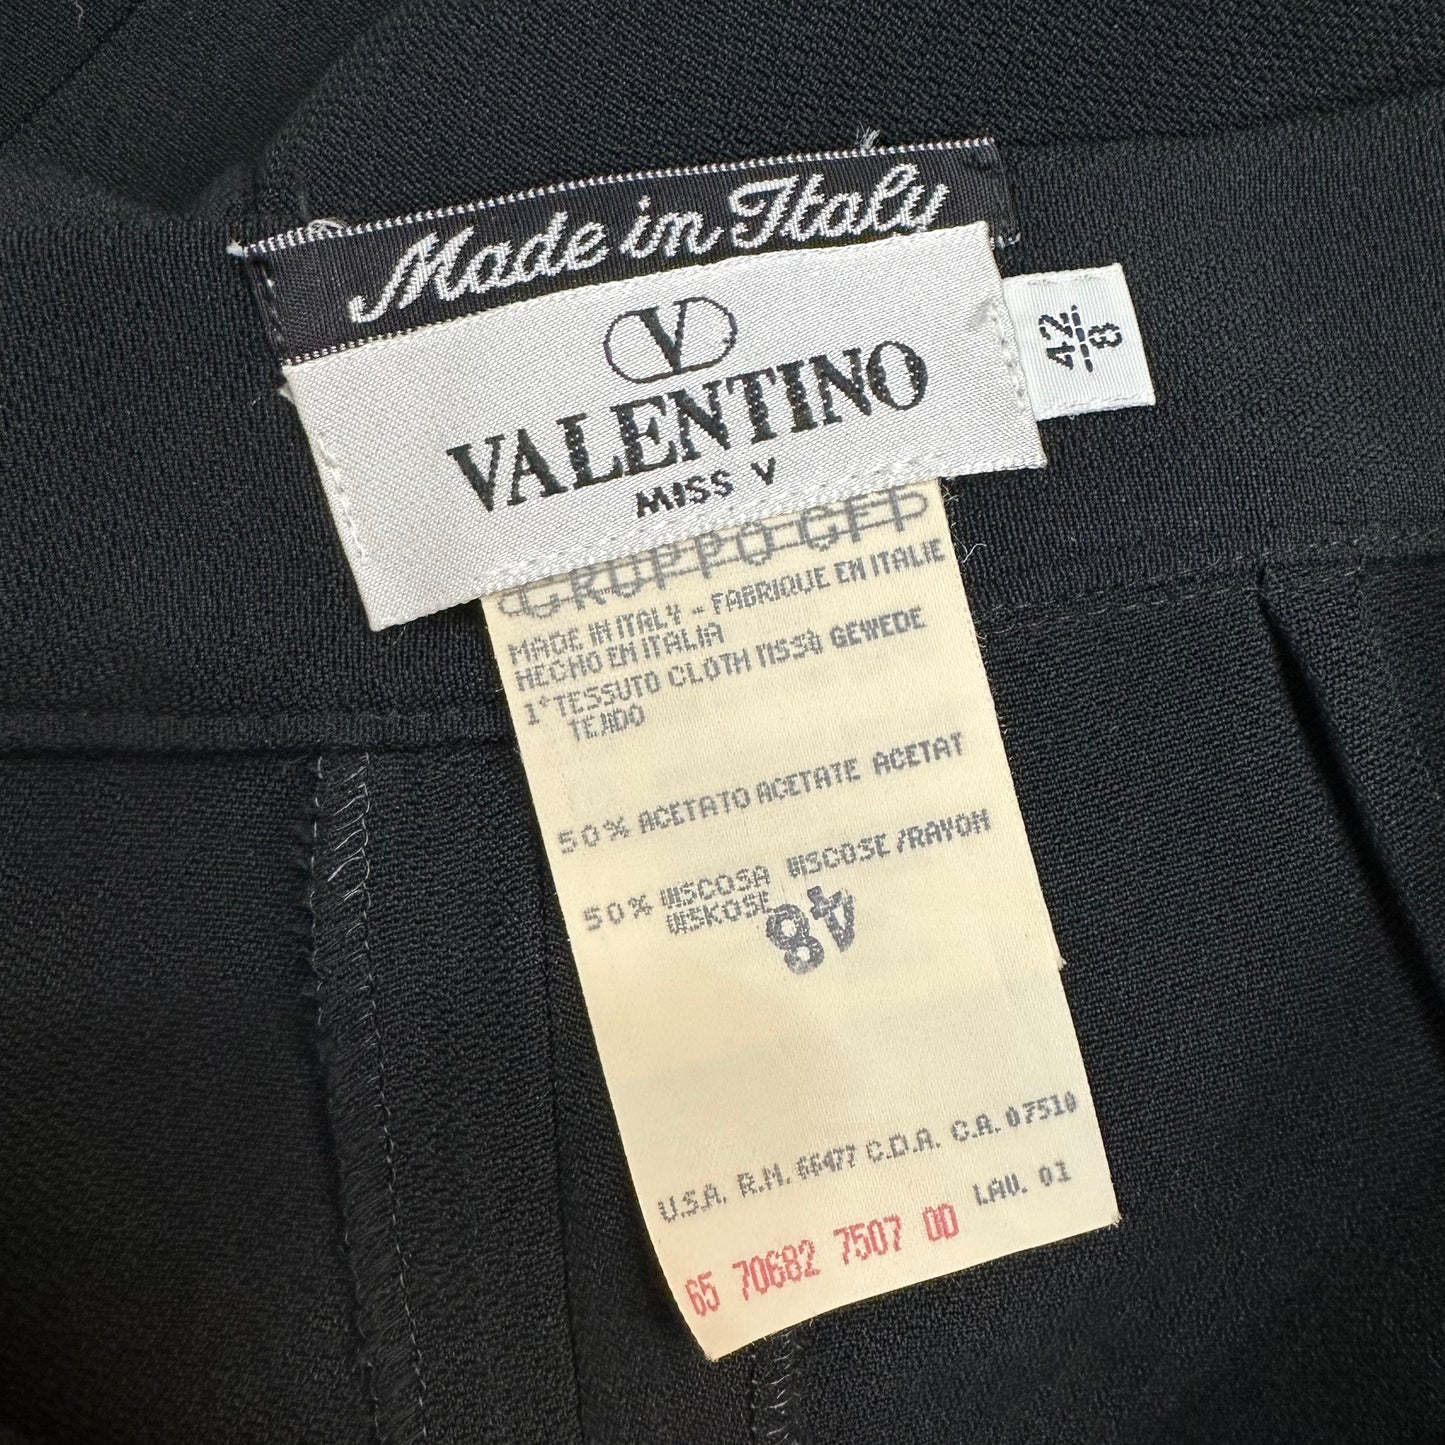 Made in Italy
V
VALENTINO
MISS V
42
8
GRUPPO GFT
MADE IN ITALY - FABRIQUE EN ITALIE
HECHO EN ITALIA
1° TESSUTO CLOTH TISSU GEWEDE
TEJIDO
50% ACETATO ACETATE ACETAT
50% VISCOSA VISCOSE/RAYON
VISKOSE
48
U.S.A. R.N. 66477 C.D.A. C.A. 07510
LAV. 01
65 70682 7507 00